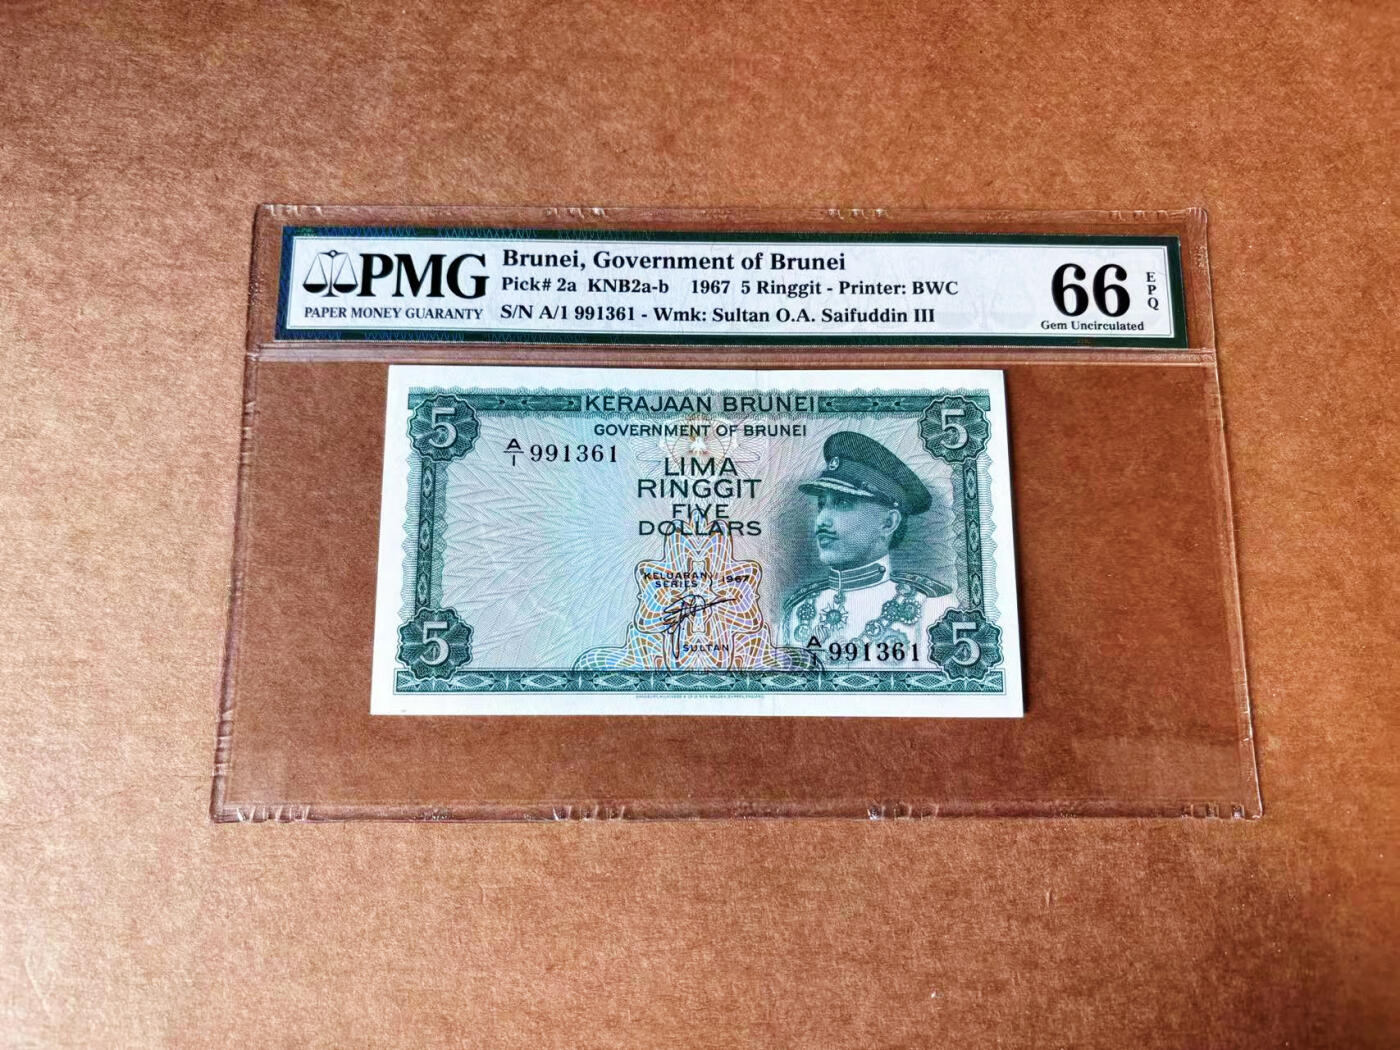 PMG
PAPER MONEY GUARANTY
Brunei, Government of Brunei
Pick# 2a KNB2a-b 1967 5 Ringgit - Printer: BWC
S/N A/1 991361 - Wmk: Sultan O.A. Saifuddin III
66
EPQ
Gem Uncirculated
5
KERAJAAN BRUNEI
5
GOVERNMENT OF BRUNEI
A/1 991361
LIMA
RINGGIT
FIVE
DOLLARS
KELUARAN
SERIES
1967
SULTAN
5
A/1 991361
5